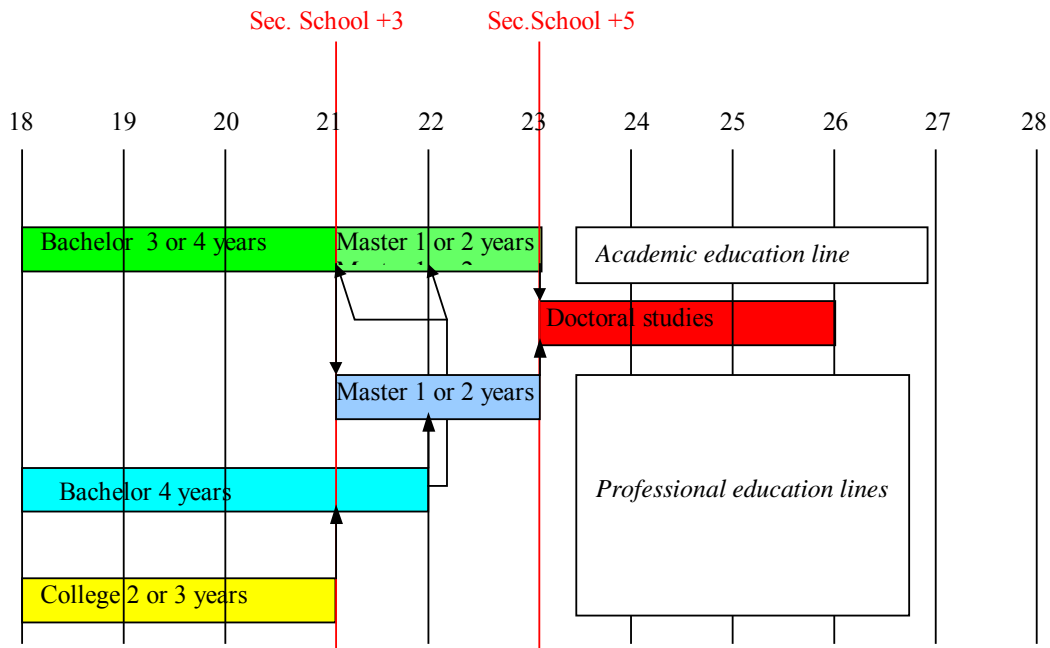 Sec. School +3 Sec.School +5
18 19 20 21 22 23 24 25 26 27 28
Bachelor 3 or 4 years Master 1 or 2 years
Academic education line
Doctoral studies
Master 1 or 2 years
Bachelor 4 years
Professional education lines
College 2 or 3 years